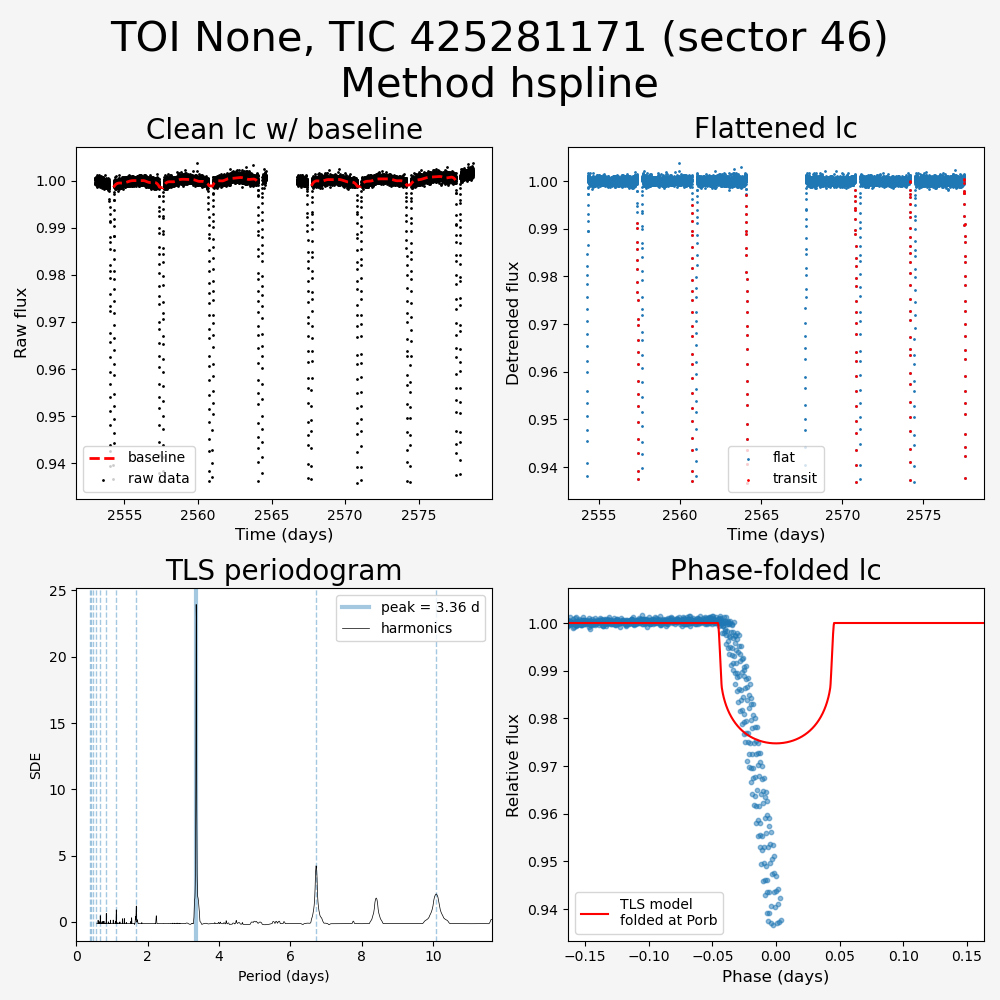 TOI None, TIC 425281171 (sector 46)
Method hspline
Clean lc w/ baseline
Raw flux
1.00
0.99
0.98
0.97
0.96
0.95
0.94
baseline
raw data
2555
2560
2565
2570
2575
Time (days)
Flattened lc
Detrended flux
1.00
0.99
0.98
0.97
0.96
0.95
0.94
flat
transit
2555
2560
2565
2570
2575
Time (days)
TLS periodogram
SDE
25
20
15
10
5
0
peak = 3.36 d
harmonics
0
2
4
6
8
10
Period (days)
Phase-folded lc
Relative flux
1.00
0.99
0.98
0.97
0.96
0.95
0.94
TLS model
folded at Porb
−0.15
−0.10
−0.05
0.00
0.05
0.10
0.15
Phase (days)